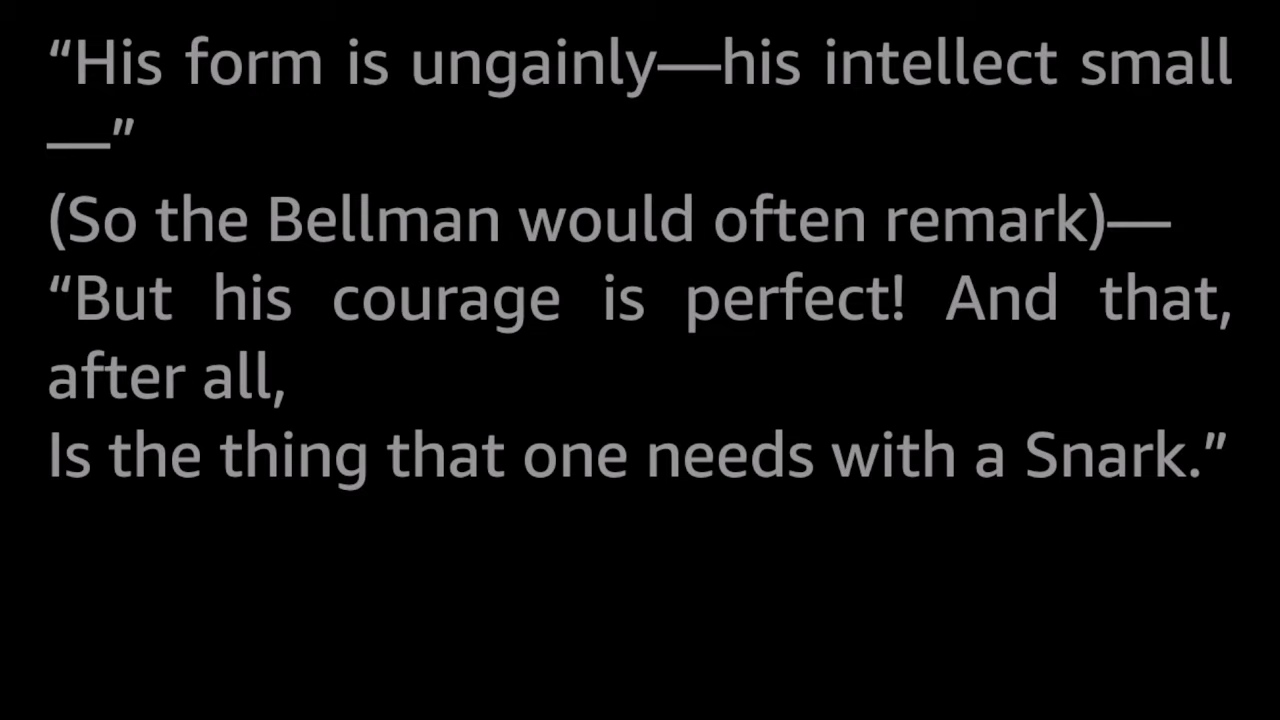 “His form is ungainly—his intellect small
—”
(So the Bellman would often remark)—
“But his courage is perfect! And that,
after all,
Is the thing that one needs with a Snark.”